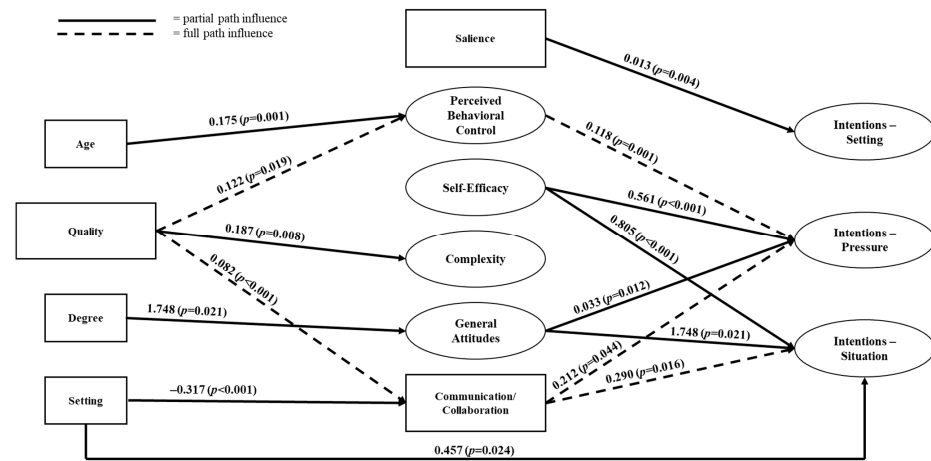 = partial path influence
= full path influence
Salience
0.013 (p=0.004)
Age
0.175 (p=0.001)
Perceived
Behavioral
Control
0.118 (p=0.001)
Intentions –
Setting
0.122 (p=0.019)
Self-Efficacy
0.561 (p<0.001)
Quality
0.187 (p=0.008)
Complexity
0.805 (p<0.001)
Intentions –
Pressure
0.082 (p<0.001)
0.033 (p=0.012)
Degree
1.748 (p=0.021)
General
Attitudes
1.748 (p=0.021)
Intentions –
Situation
0.212 (p=0.044)
0.290 (p=0.016)
Setting
–0.317 (p<0.001)
Communication/
Collaboration
0.457 (p=0.024)